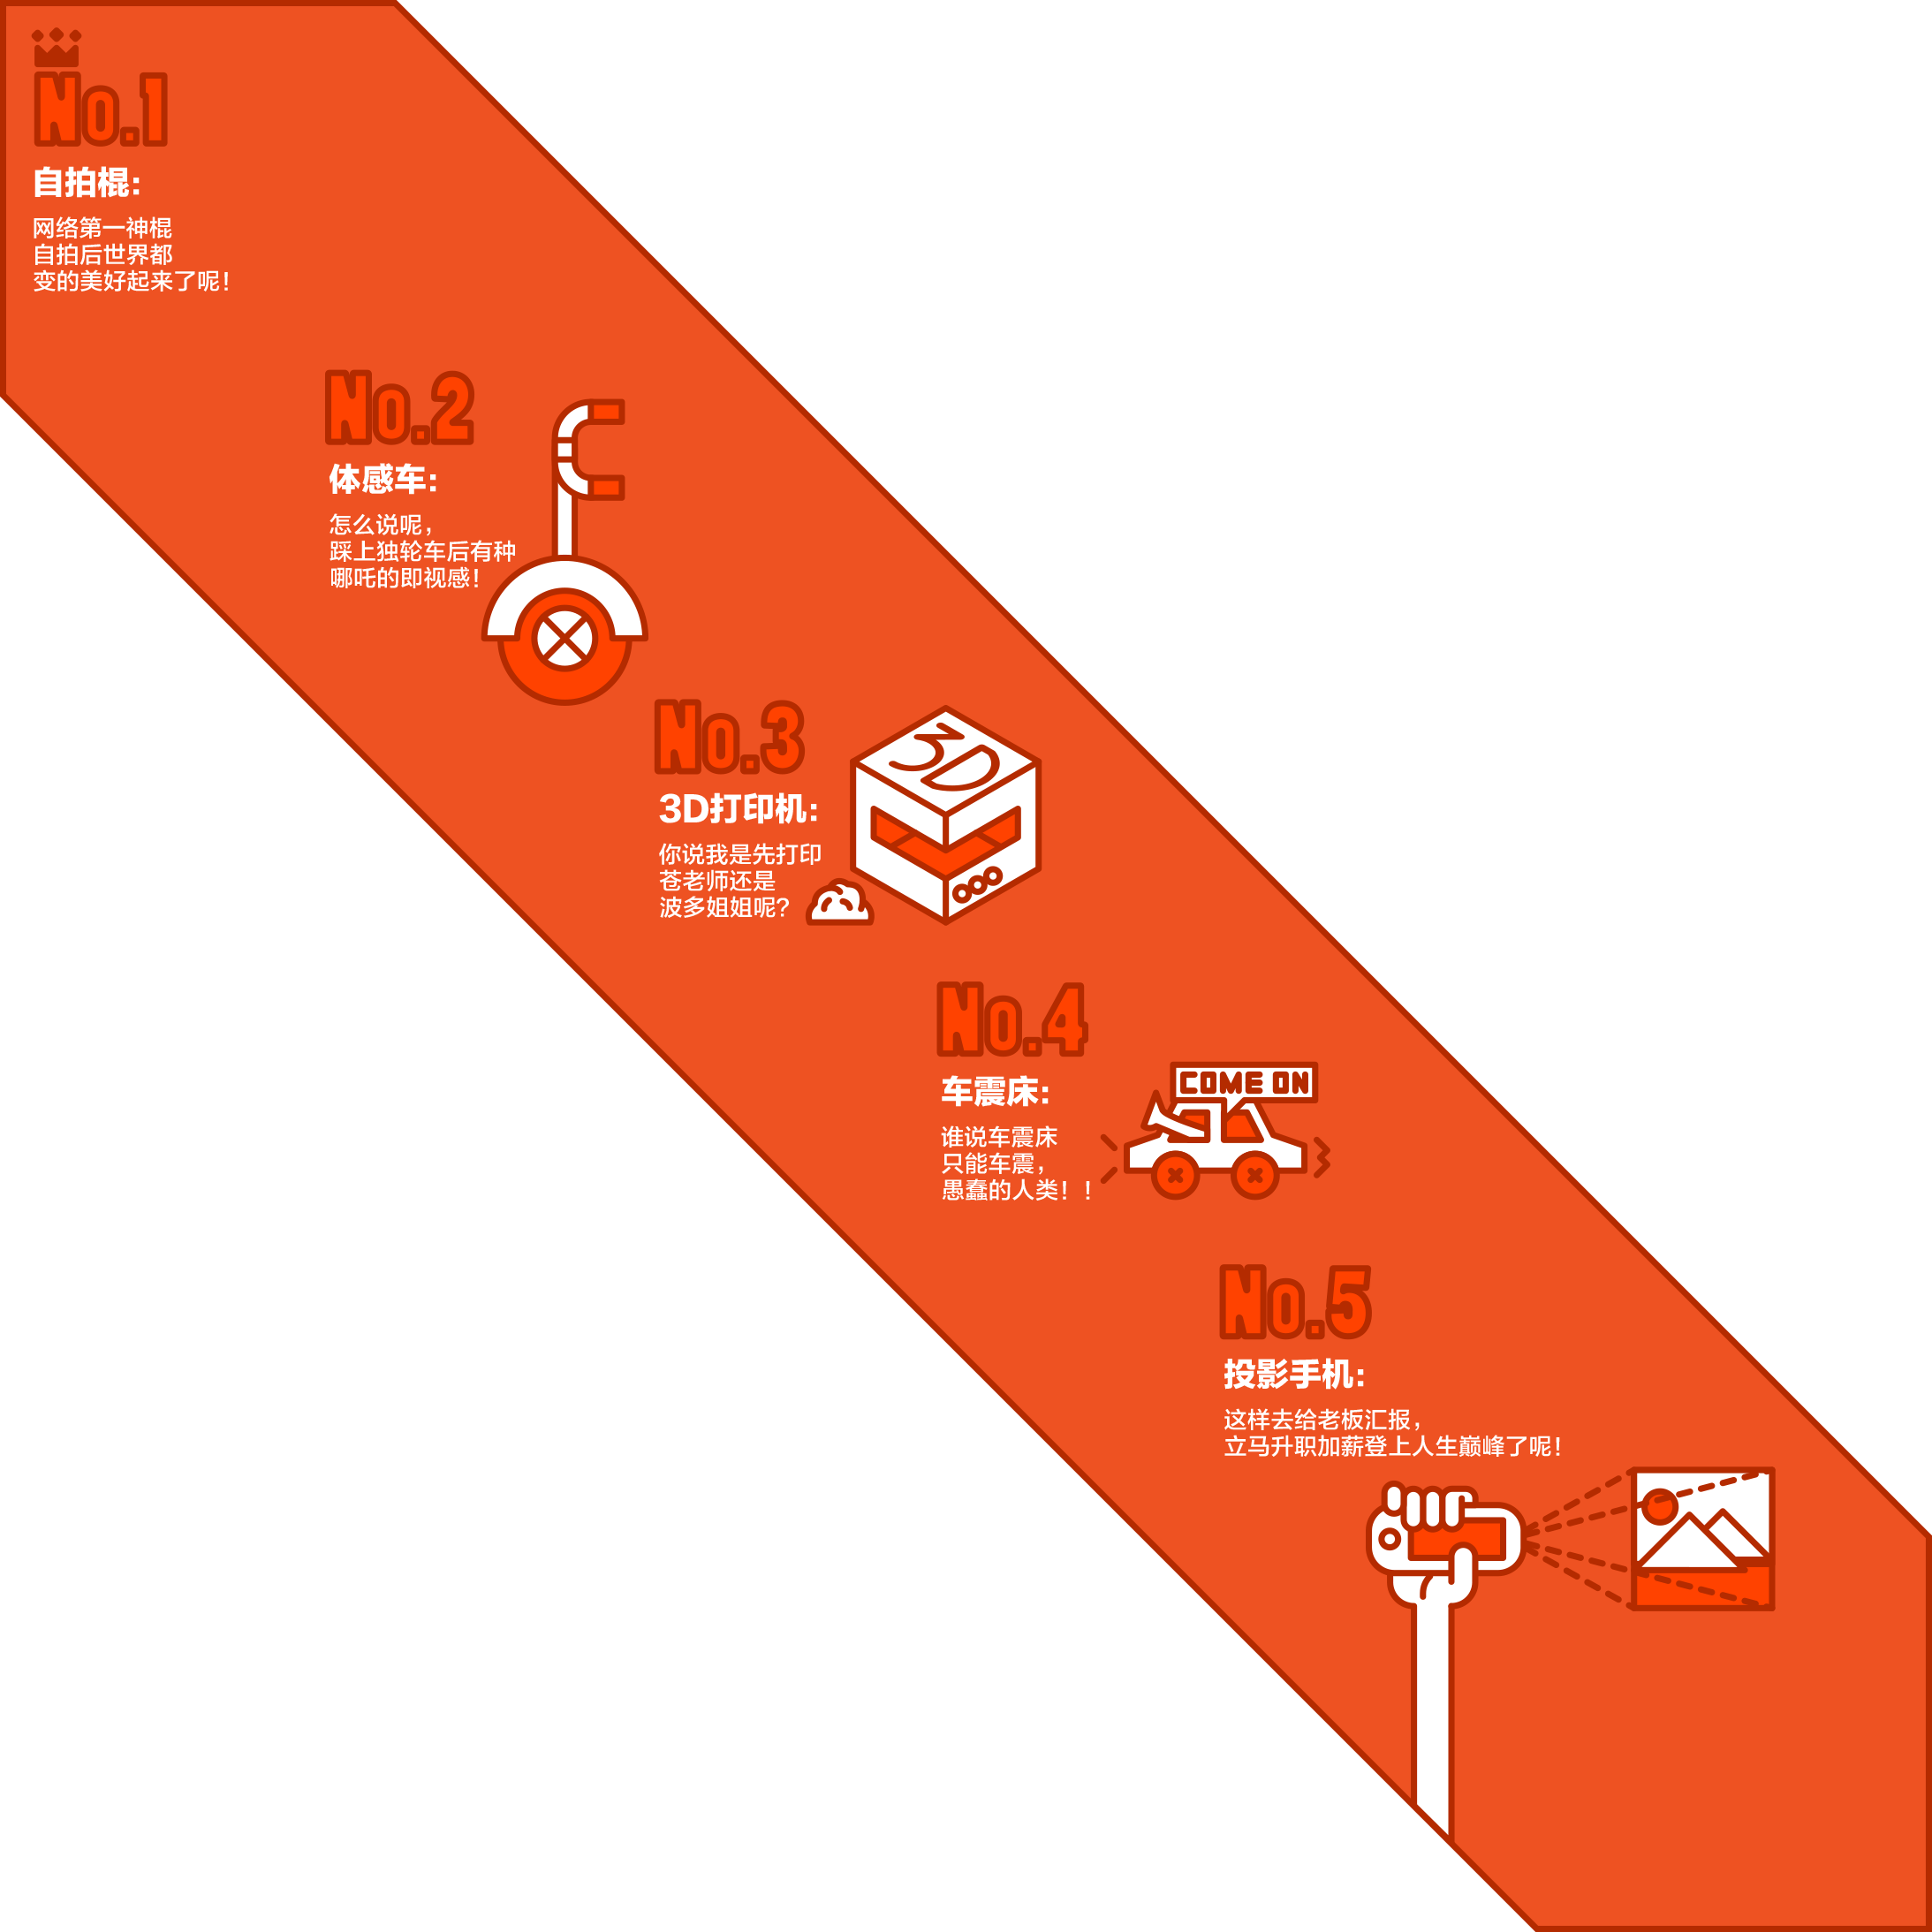 No.1
自拍棍:
网络第一神棍
自拍后世界都
变的美好起来了呢!
No.2
体感车:
怎么说呢,
踩上独轮车后有种
哪吒的即视感!
No.3
3D打印机:
你说我是先打印
苍老师还是
波多姐姐呢?
3D
No.4
车震床:
谁说车震床
只能车震,
愚蠢的人类! !
COME ON
No.5
投影手机:
这样去给老板汇报,
立马升职加薪登上人生巅峰了呢!